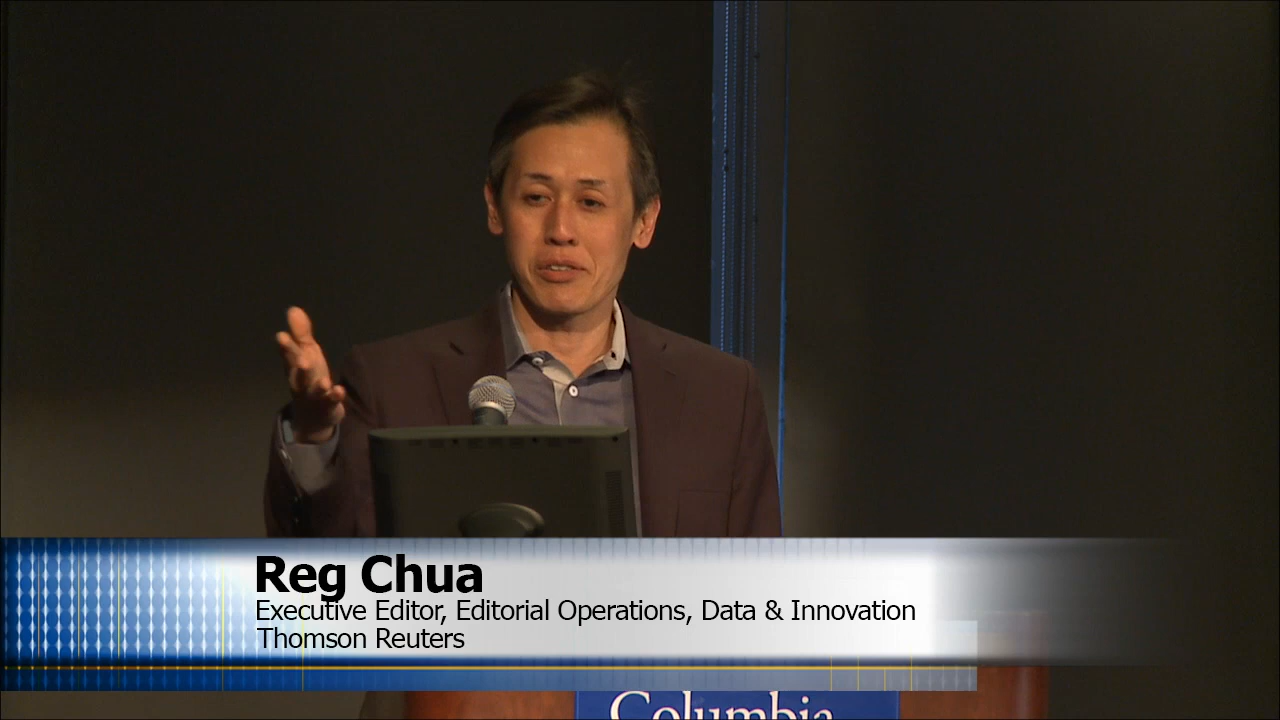 Reg Chua
Executive Editor, Editorial Operations, Data & Innovation
Thomson Reuters
Columbia